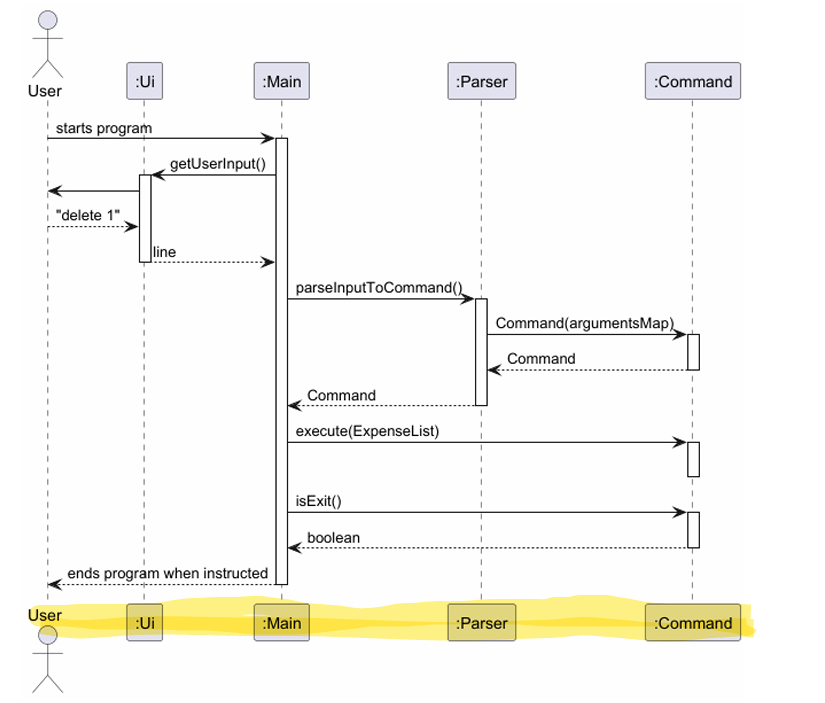 User
:Ui
:Main
:Parser
:Command
starts program
getUserInput()
"delete 1"
line
parseInputToCommand()
Command(argumentsMap)
Command
Command
execute(ExpenseList)
isExit()
boolean
ends program when instructed
User
:Ui
:Main
:Parser
:Command